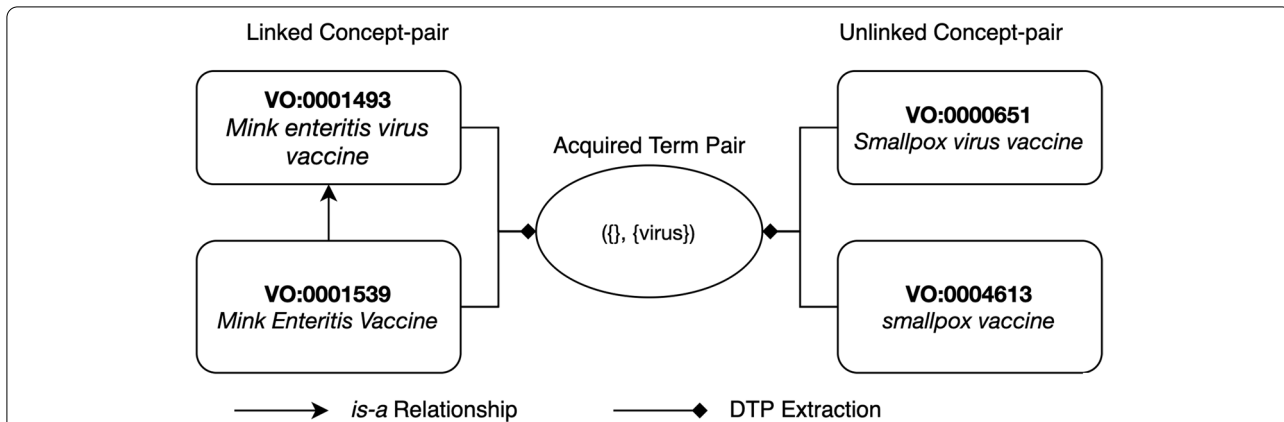 Linked Concept-pair
Unlinked Concept-pair
VO:0001493
Mink enteritis virus
vaccine
VO:0000651
Smallpox virus vaccine
Acquired Term Pair
({}, {virus})
VO:0001539
Mink Enteritis Vaccine
VO:0004613
smallpox vaccine
is-a Relationship
DTP Extraction